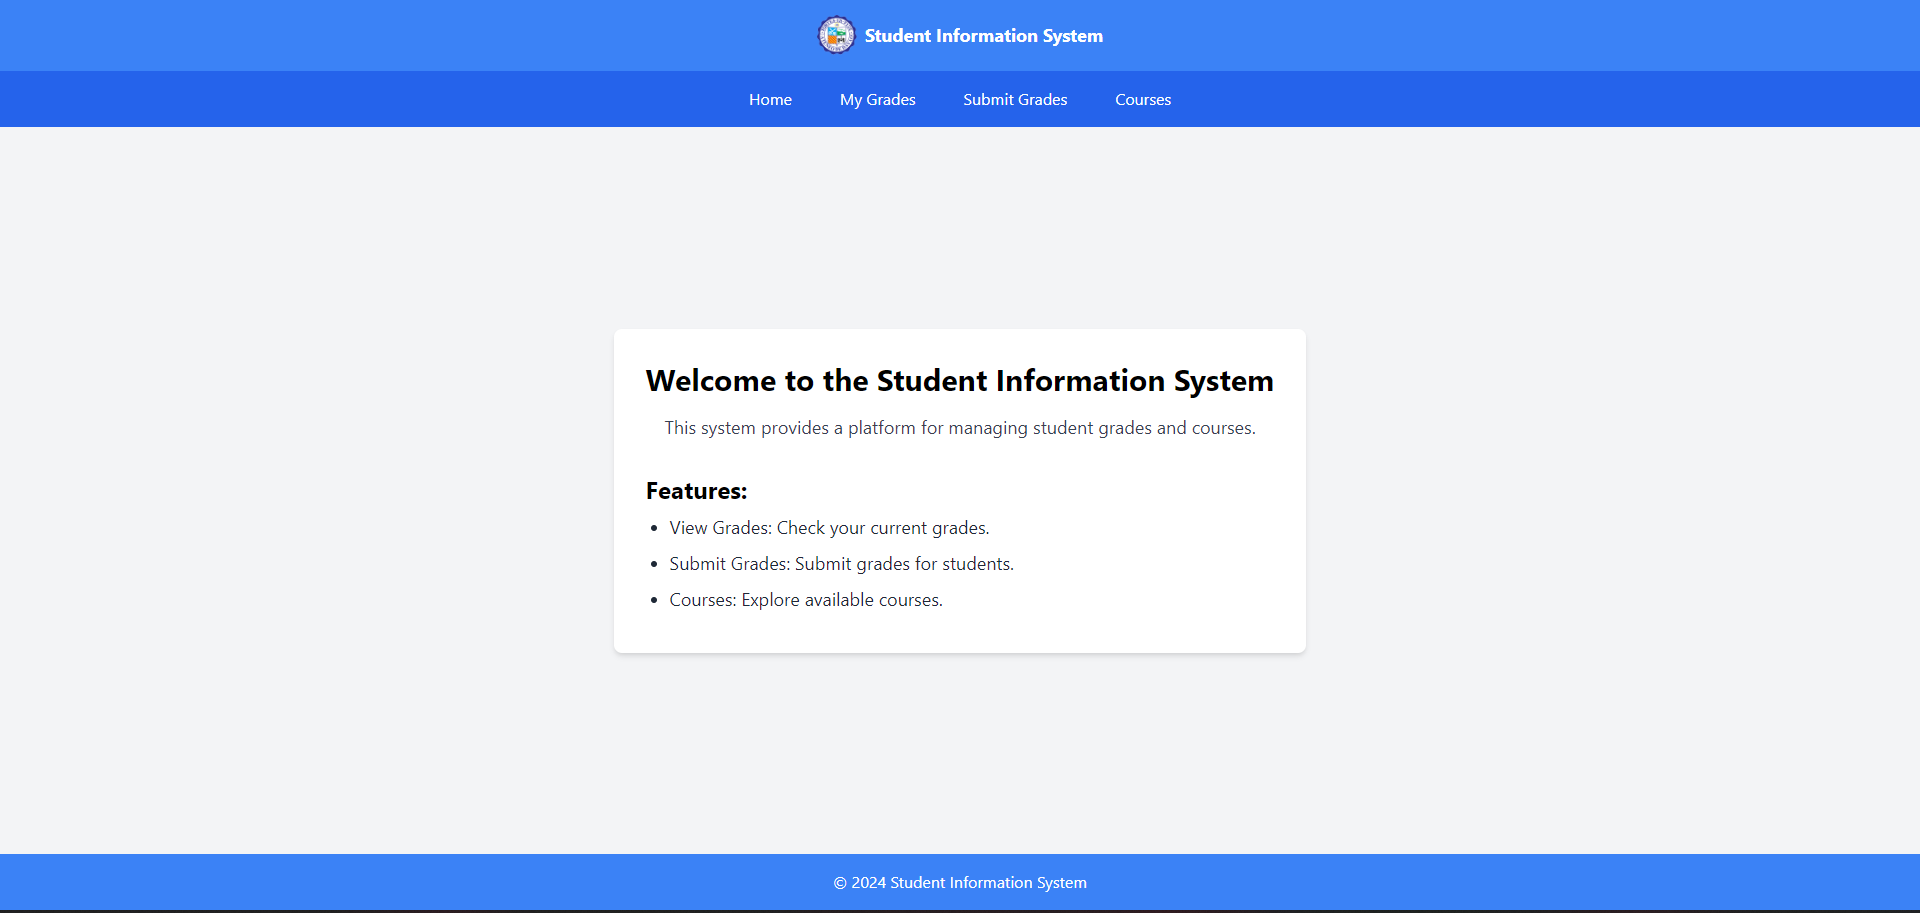 Student Information System
Home My Grades Submit Grades Courses
Welcome to the Student Information System
This system provides a platform for managing student grades and courses.
Features:
• View Grades: Check your current grades.
• Submit Grades: Submit grades for students.
• Courses: Explore available courses.
© 2024 Student Information System